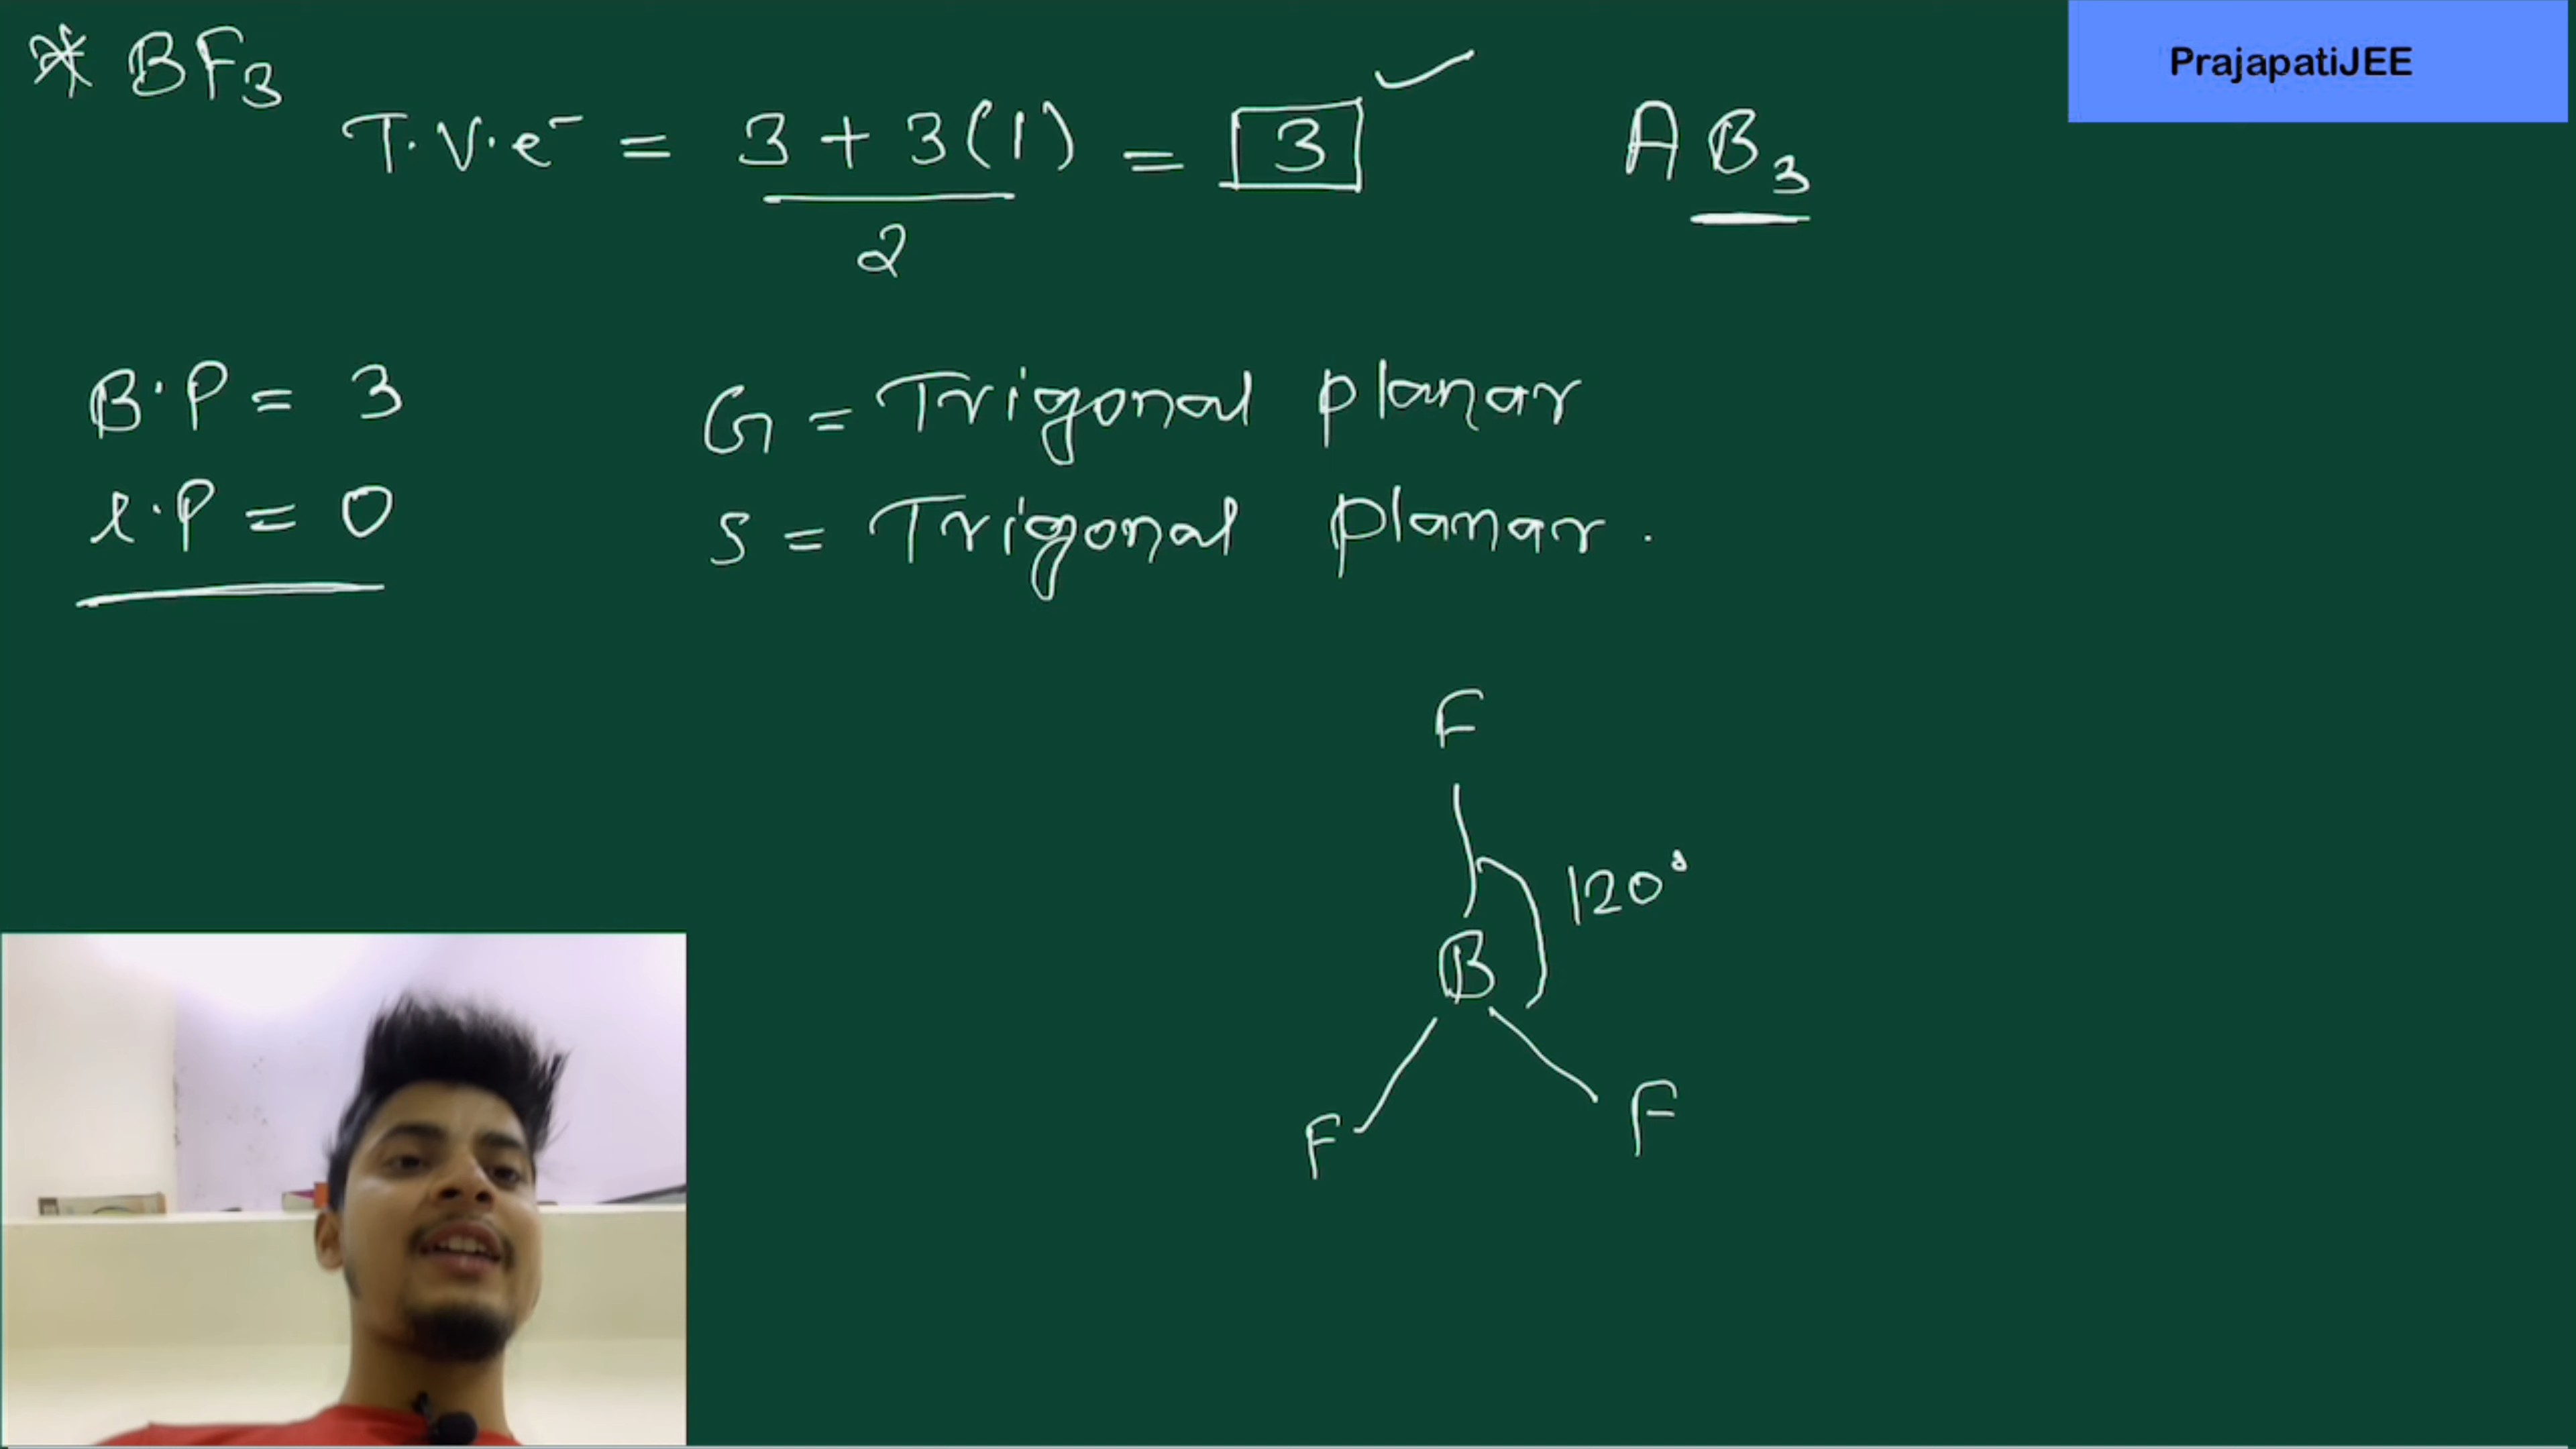 * BF3
PrajapatiJEE
T.V.e- = 3 + 3(1) / 2 = 3 ✓
AB3
B.P = 3
G = Trigonal planar
l.P = 0
S = Trigonal planar.
F
120°
B
F F